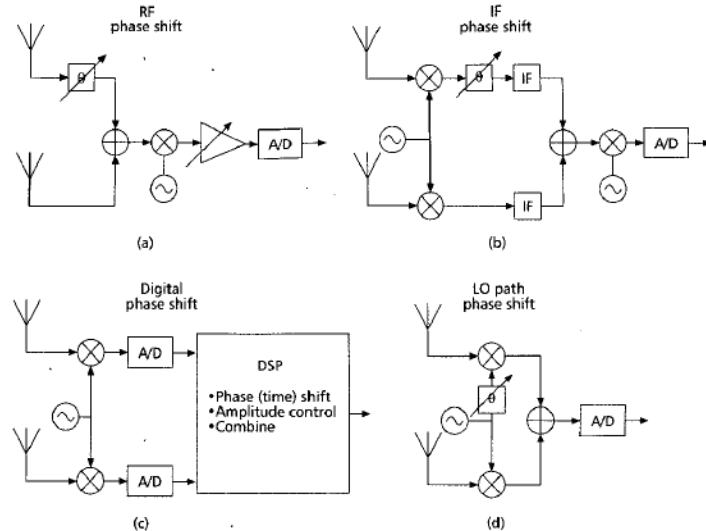 RF
phase shift
θ
A/D
(a)
IF
phase shift
θ
IF
IF
A/D
(b)
Digital
phase shift
A/D
A/D
DSP
•Phase (time) shift
•Amplitude control
•Combine
(c)
LO path
phase shift
θ
A/D
(d)